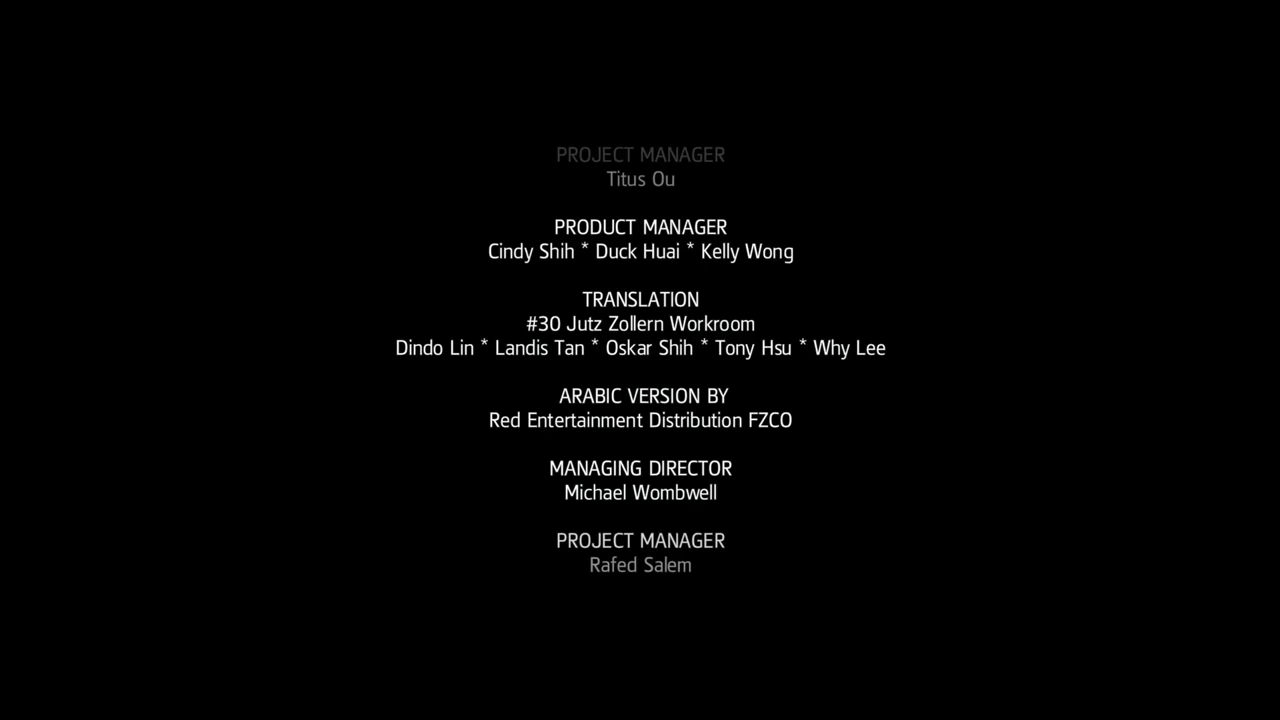 PROJECT MANAGER
Titus Ou
PRODUCT MANAGER
Cindy Shih * Duck Huai * Kelly Wong
TRANSLATION
#30 Jutz Zollern Workroom
Dindo Lin * Landis Tan * Oskar Shih * Tony Hsu * Why Lee
ARABIC VERSION BY
Red Entertainment Distribution FZCO
MANAGING DIRECTOR
Michael Wombwell
PROJECT MANAGER
Rafed Salem